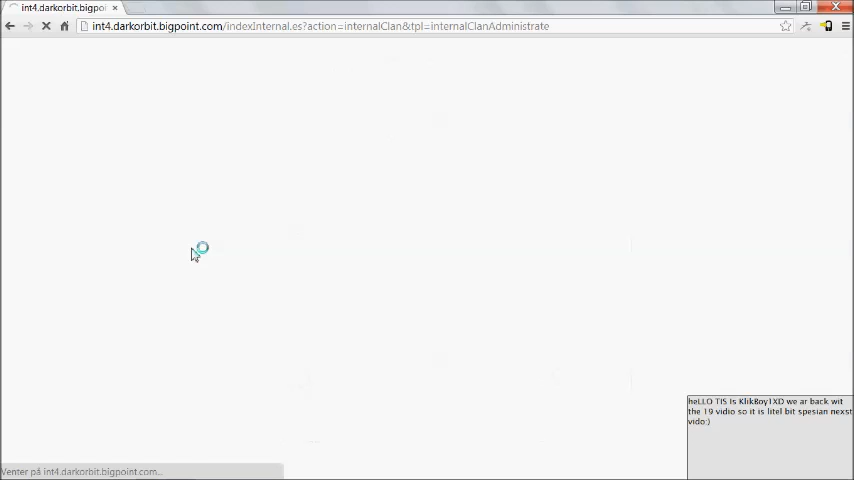 int4.darkorbit.bigpoi
int4.darkorbit.bigpoint.com/indexInternal.es?action=internalClan&tpl=internalClanAdministrate
heLLO TIS Is KlikBoy1XD we ar back wit
the 19 vidio so it is litel bit spesian nexst
vido:)
Venter på int4.darkorbit.bigpoint.com...